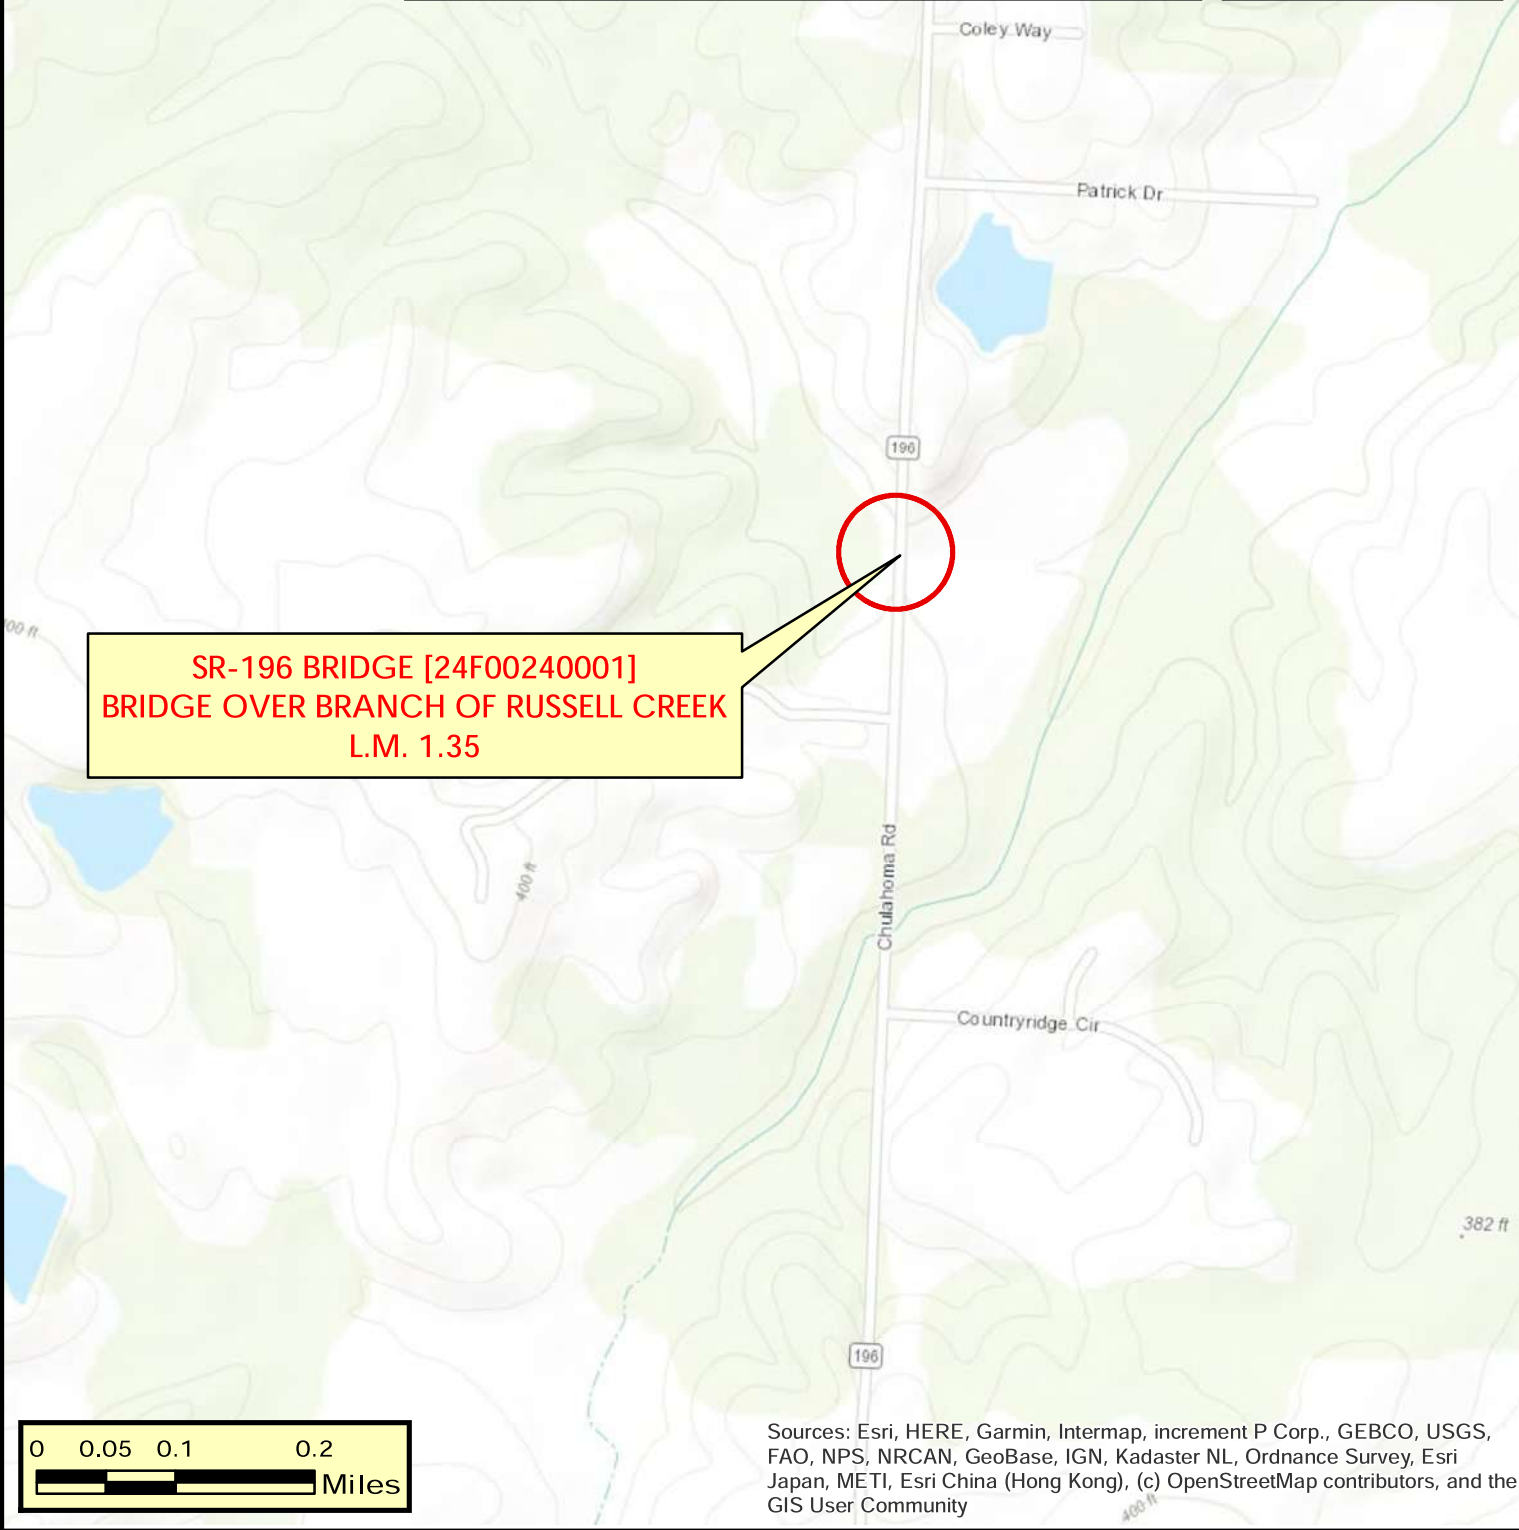 Coley Way
Patrick Dr
196
00 ft
SR-196 BRIDGE [24F00240001]
BRIDGE OVER BRANCH OF RUSSELL CREEK
L.M. 1.35
Chulahoma Rd
400 ft
Countryridge Cir
382 ft
196
0 0.05 0.1 0.2
Miles
Sources: Esri, HERE, Garmin, Intermap, increment P Corp., GEBCO, USGS,
FAO, NPS, NRCAN, GeoBase, IGN, Kadaster NL, Ordnance Survey, Esri
Japan, METI, Esri China (Hong Kong), (c) OpenStreetMap contributors, and the
GIS User Community
400 ft